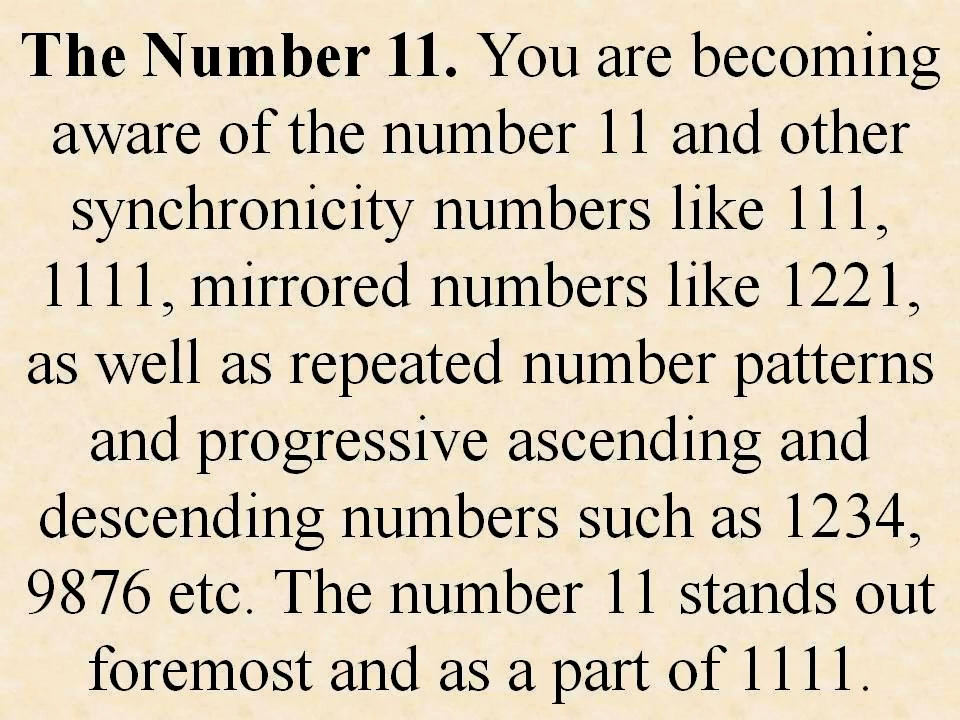 The Number 11. You are becoming
aware of the number 11 and other
synchronicity numbers like 111,
1111, mirrored numbers like 1221,
as well as repeated number patterns
and progressive ascending and
descending numbers such as 1234,
9876 etc. The number 11 stands out
foremost and as a part of 1111.